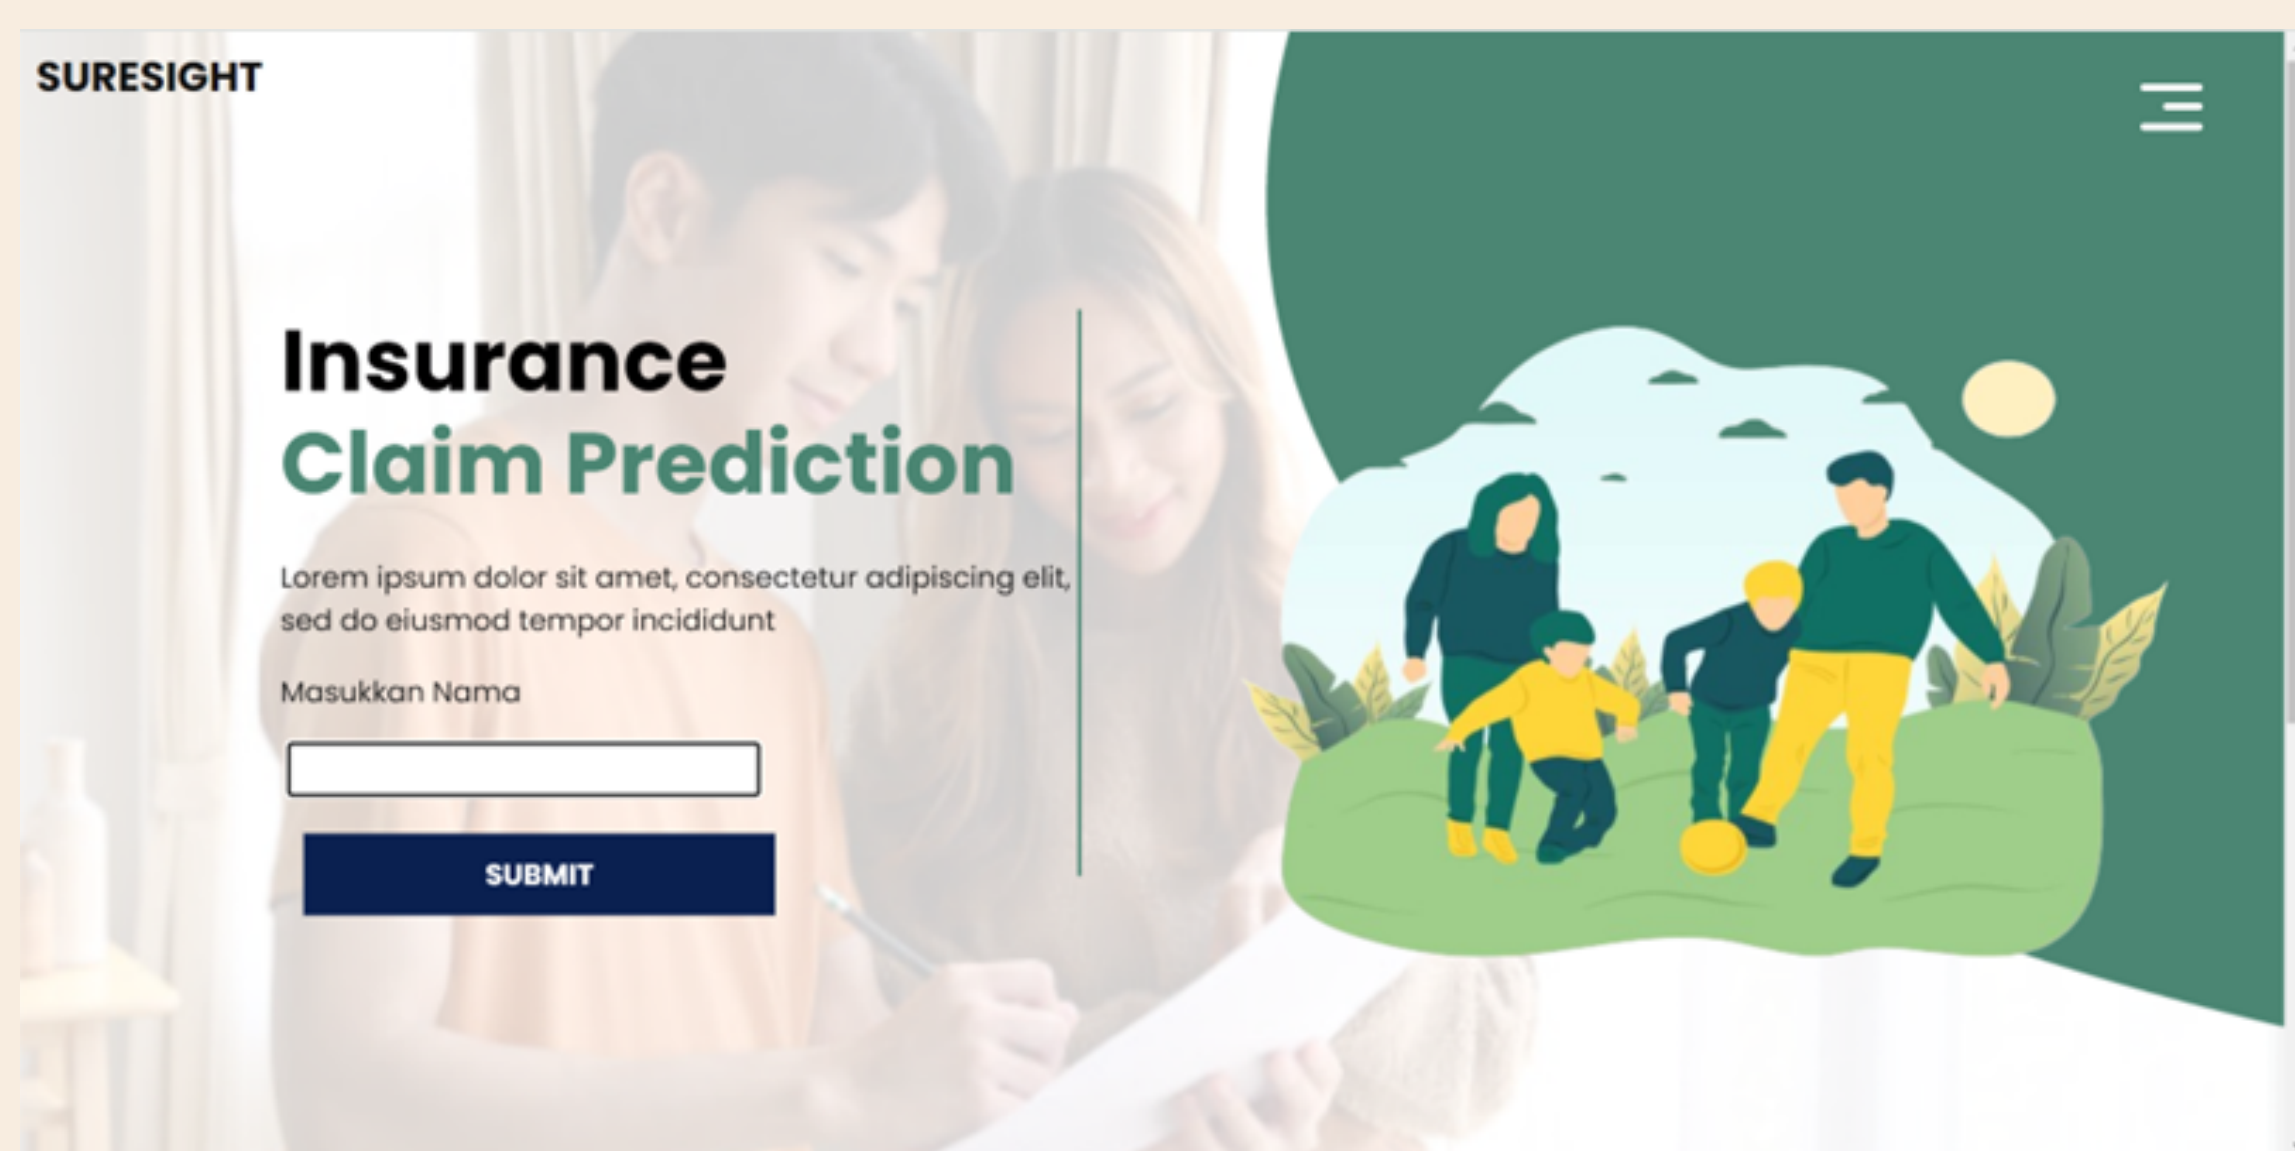 SURESIGHT
Insurance
Claim Prediction
Lorem ipsum dolor sit amet, consectetur adipiscing elit,
sed do eiusmod tempor incididunt
Masukkan Nama
SUBMIT